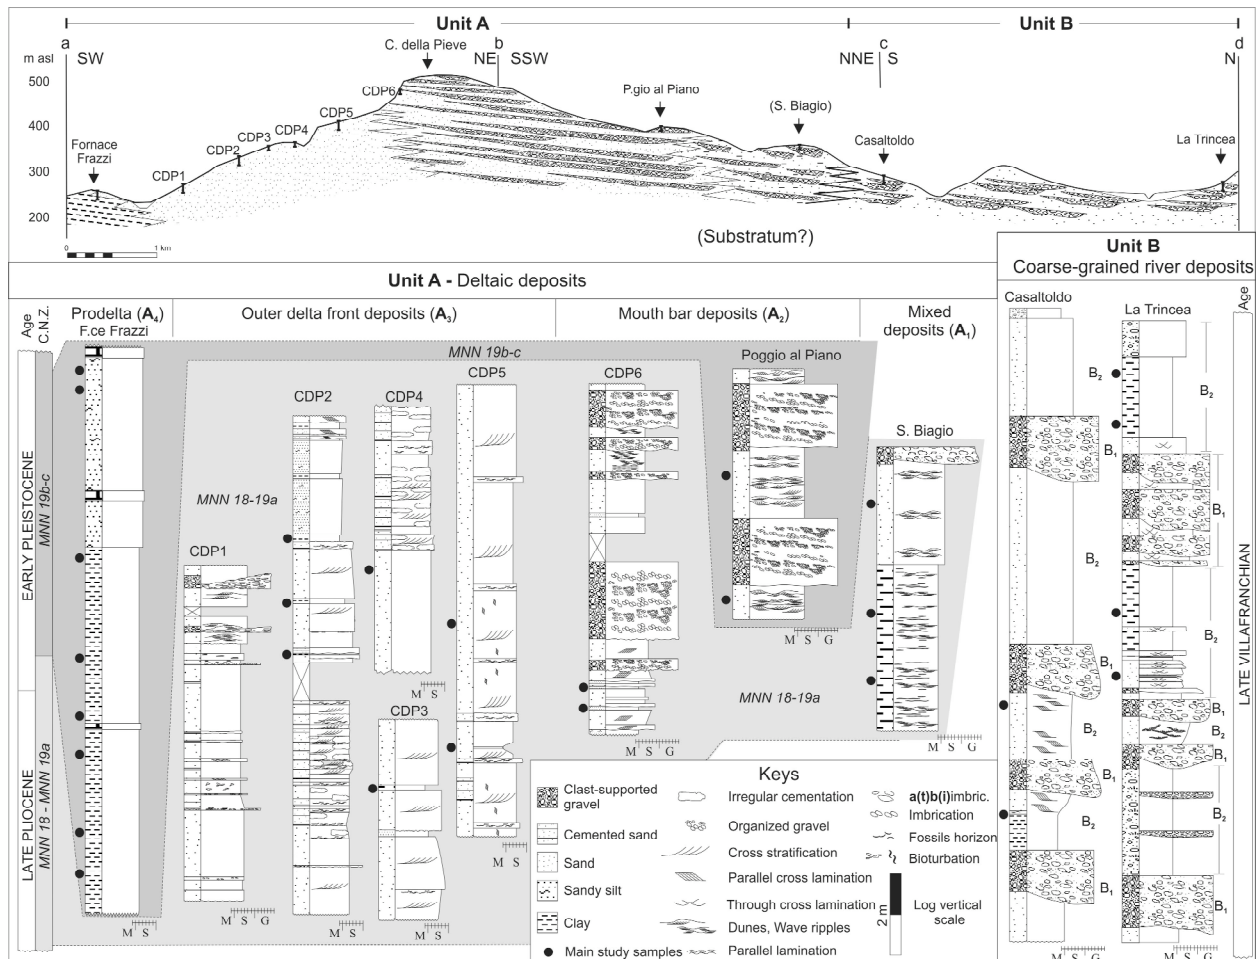 Unit A
Unit B
a
b
c
d
m asl
SW
C. della Pieve
NE
SSW
NNE
S
N
500
400
300
200
CDP6
P.gio al Piano
(S. Biagio)
CDP5
CDP4
CDP3
CDP2
CDP1
Fornace
Frazzi
Casaltoldo
La Trincea
0
1 km
(Substratum?)
Unit A - Deltaic deposits
Unit B
Coarse-grained river deposits
Age
C.N.Z.
Prodelta (A4)
F.ce Frazzi
Outer delta front deposits (A3)
Mouth bar deposits (A2)
Mixed
deposits (A1)
Casaltoldo
La Trincea
Age
MNN 19b-c
Poggio al Piano
CDP5
CDP6
CDP2
CDP4
S. Biagio
MNN 18-19a
CDP1
CDP3
MNN 18-19a
EARLY PLEISTOCENE
MNN 19b-c
LATE PLIOCENE
MNN 18 - MNN 19a
LATE VILLAFRANCHIAN
B2
B2
B1
B1
B2
B2
B1
B1
B2
B2
B1
B1
B2
B2
B1
B1
M S
M S G
M S
M S
M S
M S
M S G
M S G
M S G
M S G
M S G
Keys
Clast-supported
gravel
Cemented sand
Sand
Sandy silt
Clay
Main study samples
Irregular cementation
Organized gravel
Cross stratification
Parallel cross lamination
Through cross lamination
Dunes, Wave ripples
Parallel lamination
a(t)b(i)imbric.
Imbrication
Fossils horizon
Bioturbation
2 m
Log vertical
scale